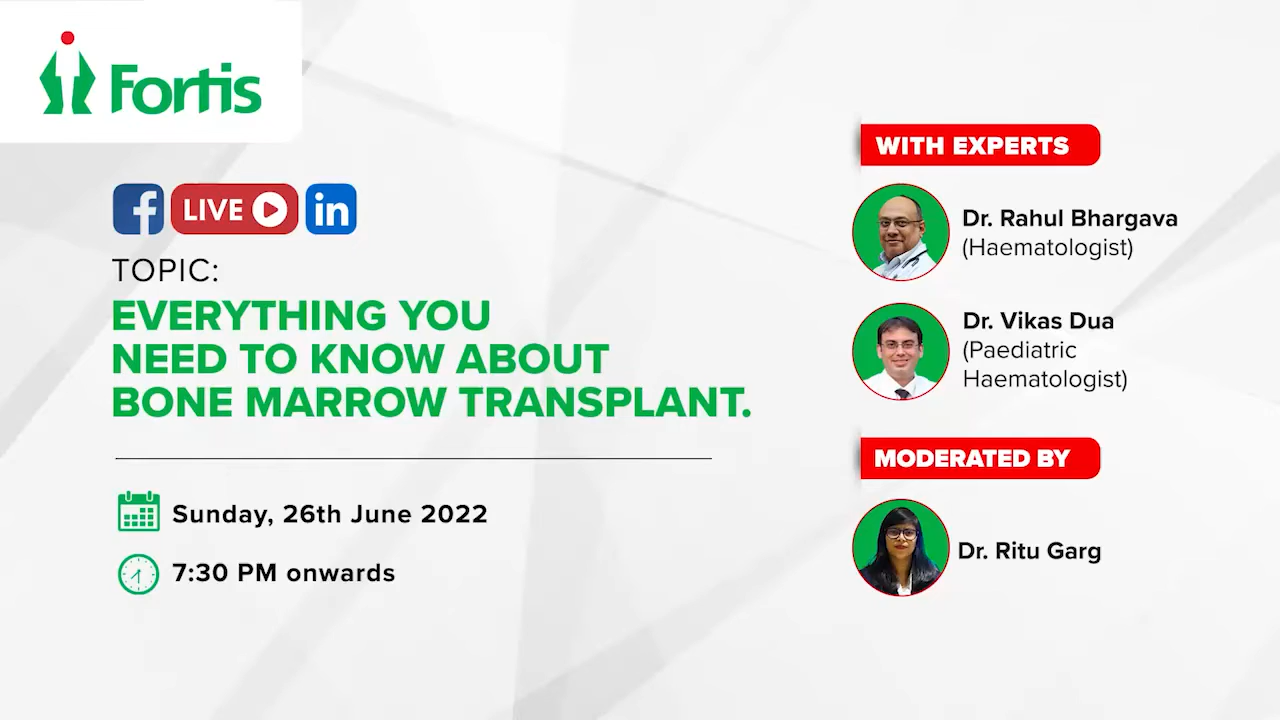 Fortis
f LIVE in
TOPIC:
EVERYTHING YOU
NEED TO KNOW ABOUT
BONE MARROW TRANSPLANT.
Sunday, 26th June 2022
7:30 PM onwards
WITH EXPERTS
Dr. Rahul Bhargava
(Haematologist)
Dr. Vikas Dua
(Paediatric
Haematologist)
MODERATED BY
Dr. Ritu Garg